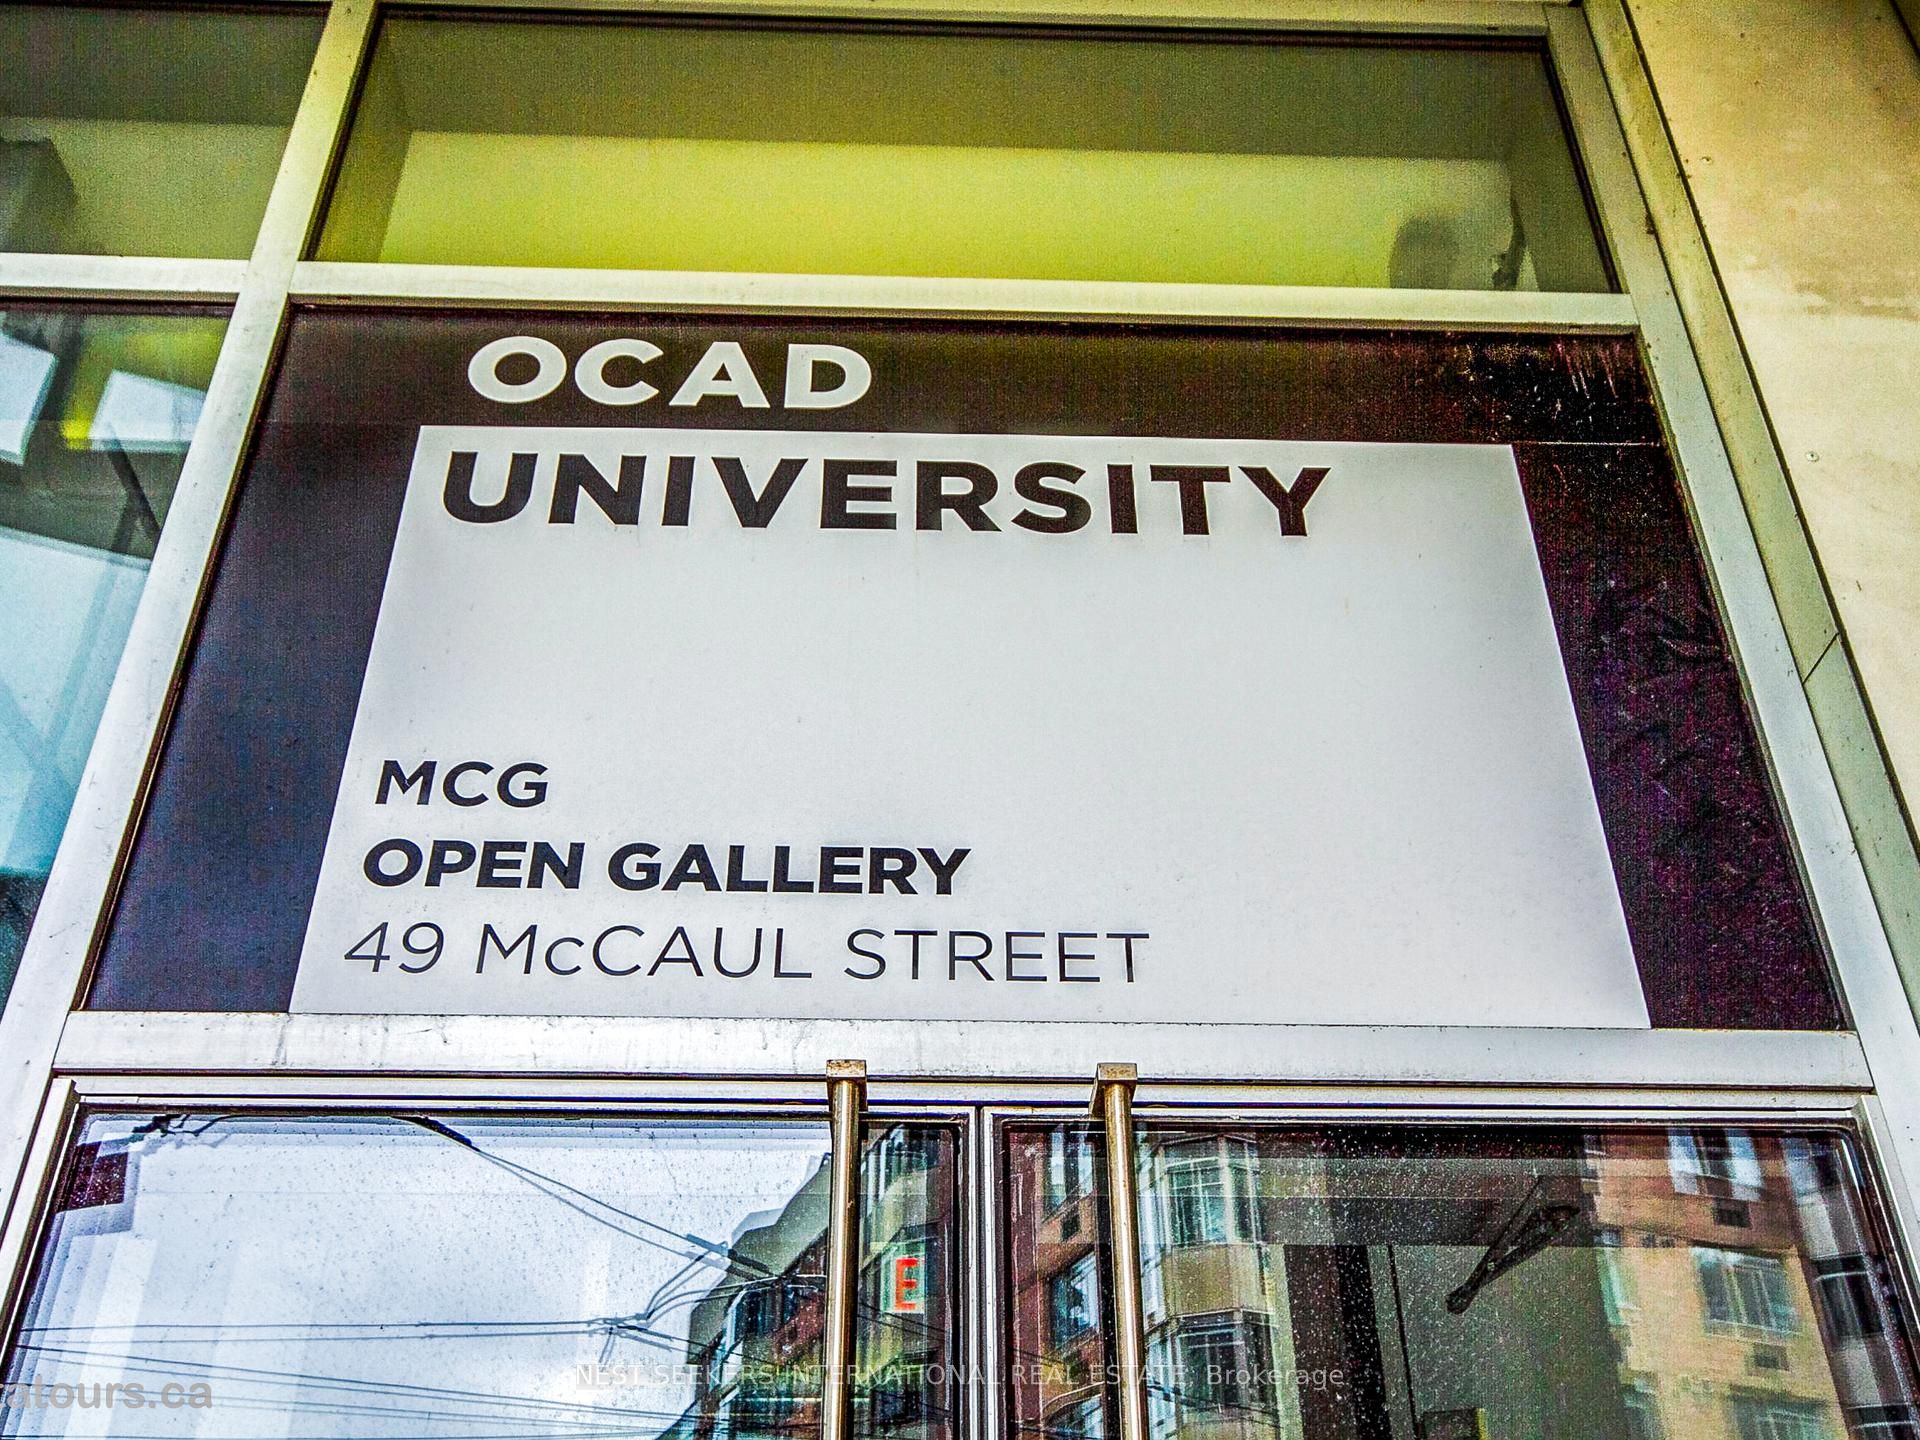 OCAD
UNIVERSITY
MCG
OPEN GALLERY
49 McCAUL STREET
E
NEST SEEKERS INTERNATIONAL REAL ESTATE, Brokerage
atours.ca